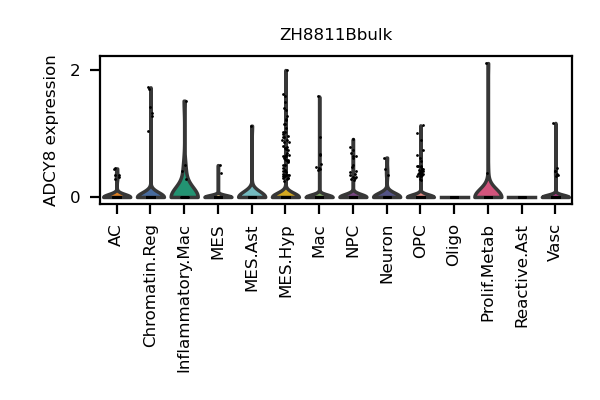 ZH8811Bbulk
ADCY8 expression
2
0
AC
Chromatin.Reg
Inflammatory.Mac
MES
MES.Ast
MES.Hyp
Mac
NPC
Neuron
OPC
Oligo
Prolif.Metab
Reactive.Ast
Vasc